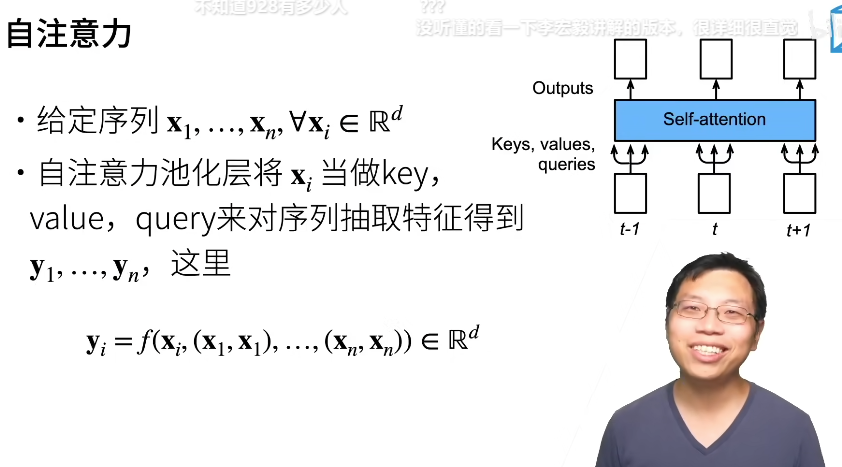 不知道928有多少人
???
没听懂的看一下李宏毅讲解的版本，很详细很直觉
自注意力
• 给定序列 x₁,…,xₙ, ∀xᵢ ∈ ℝᵈ
• 自注意力池化层将 xᵢ 当做key，
value，query来对序列抽取特征得到
y₁,…,yₙ，这里
yᵢ = f(xᵢ, (x₁, x₁), …, (xₙ, xₙ)) ∈ ℝᵈ
Outputs
Self-attention
Keys, values,
queries
t-1
t
t+1